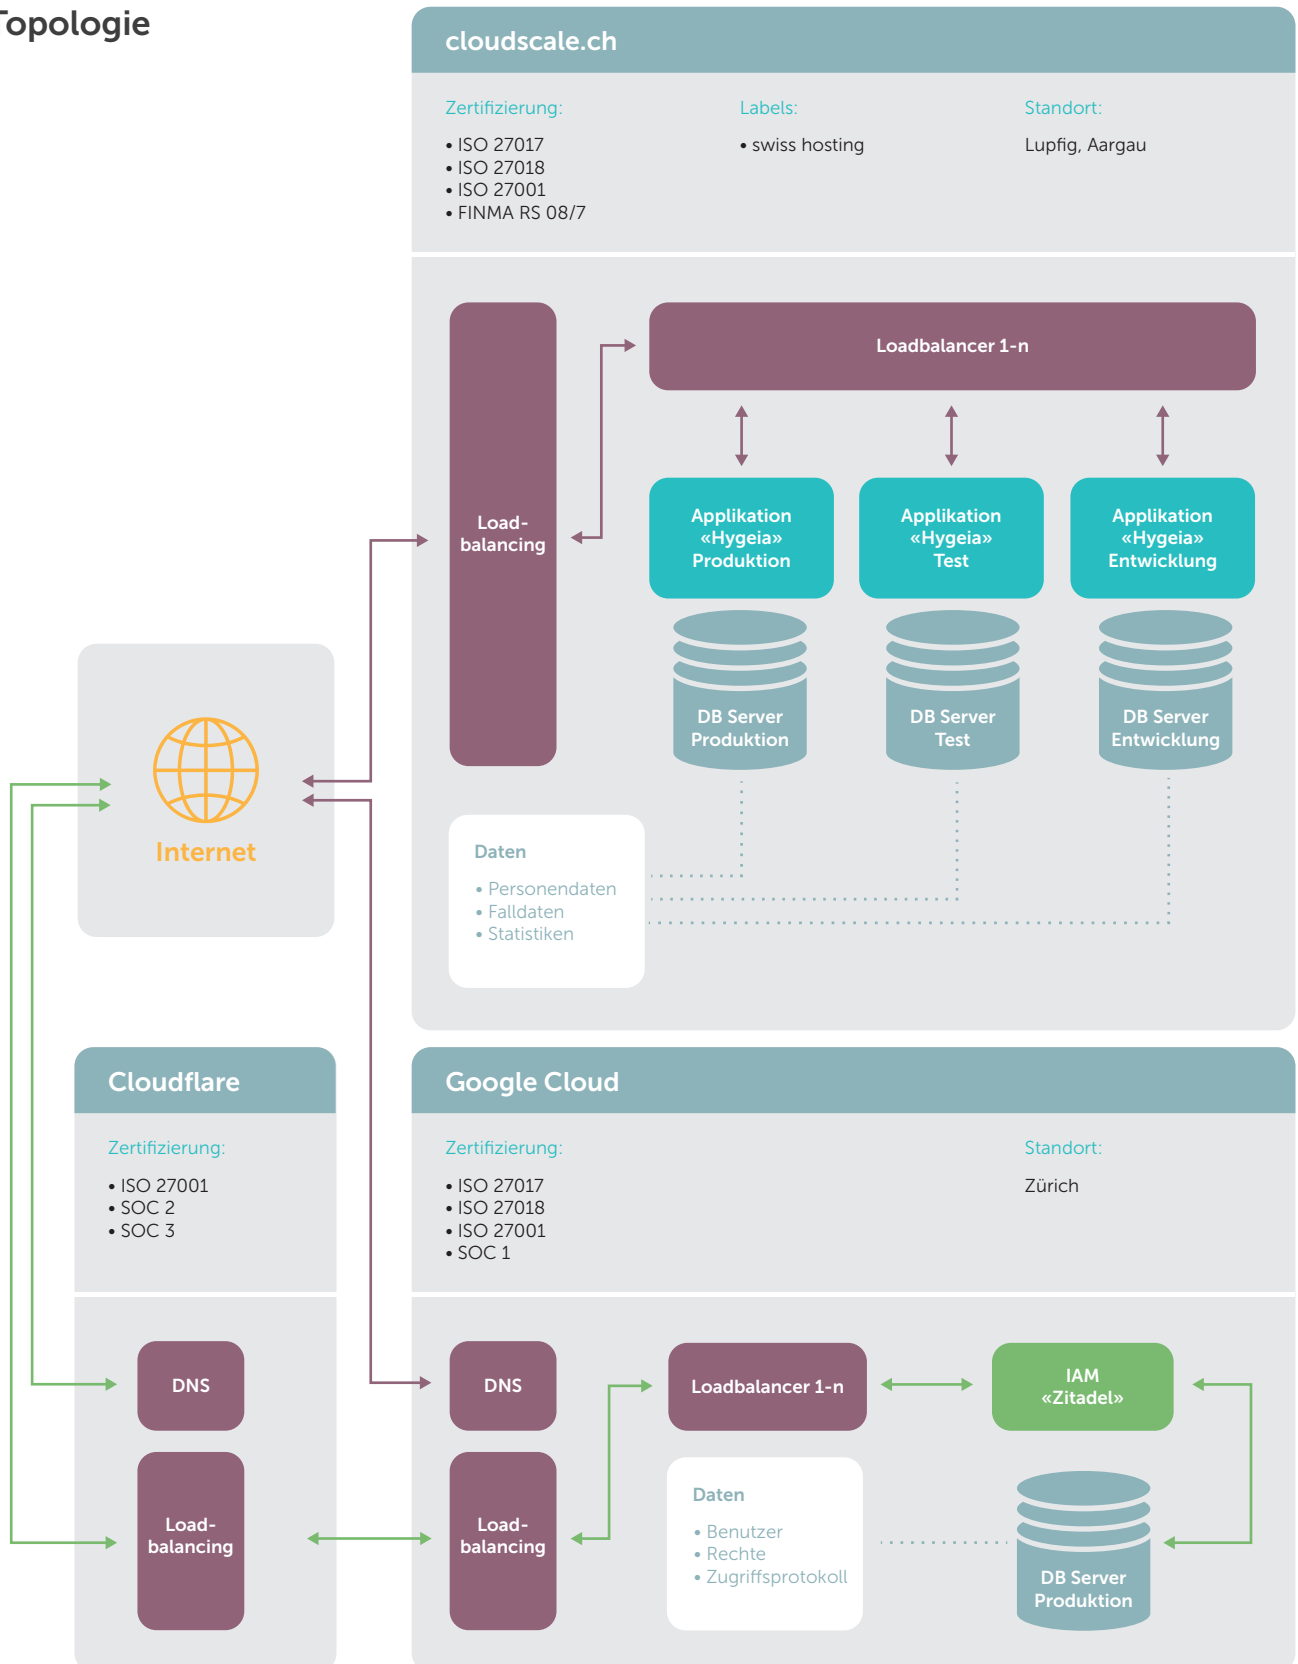 Topologie
cloudscale.ch
Zertifizierung:
• ISO 27017
• ISO 27018
• ISO 27001
• FINMA RS 08/7
Labels:
• swiss hosting
Standort:
Lupfig, Aargau
Loadbalancer 1-n
Load-
balancing
Applikation
«Hygeia»
Produktion
Applikation
«Hygeia»
Test
Applikation
«Hygeia»
Entwicklung
DB Server
Produktion
DB Server
Test
DB Server
Entwicklung
Internet
Daten
• Personendaten
• Falldaten
• Statistiken
Cloudflare
Zertifizierung:
• ISO 27001
• SOC 2
• SOC 3
DNS
Load-
balancing
Google Cloud
Zertifizierung:
• ISO 27017
• ISO 27018
• ISO 27001
• SOC 1
Standort:
Zürich
DNS
Loadbalancer 1-n
IAM
«Zitadel»
Load-
balancing
Daten
• Benutzer
• Rechte
• Zugriffsprotokoll
DB Server
Produktion